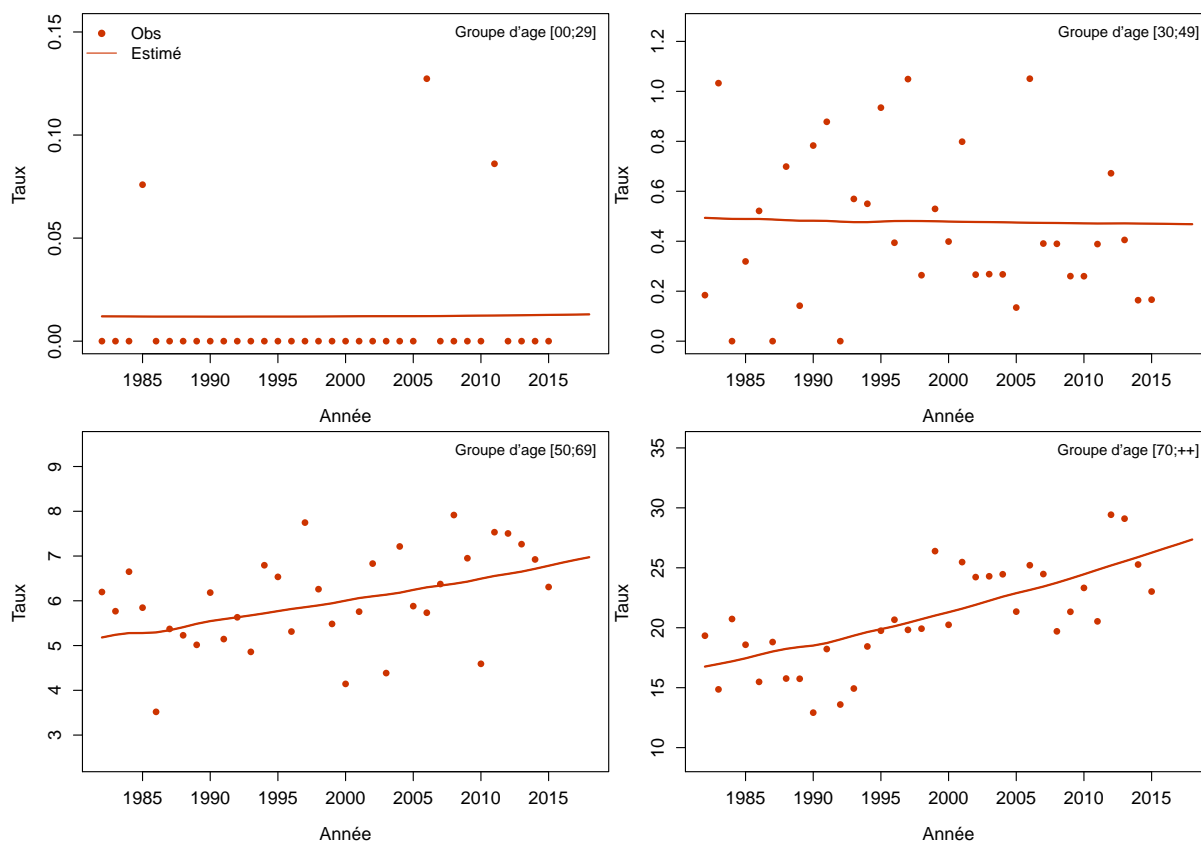 Obs
Estimé
Groupe d'age [00;29]
0.15
0.10
0.05
0.00
Taux
1985 1990 1995 2000 2005 2010 2015
Année
Groupe d'age [30;49]
1.2
1.0
0.8
0.6
0.4
0.2
0.0
Taux
1985 1990 1995 2000 2005 2010 2015
Année
Groupe d'age [50;69]
9
8
7
6
5
4
3
Taux
1985 1990 1995 2000 2005 2010 2015
Année
Groupe d'age [70;++]
35
30
25
20
15
10
Taux
1985 1990 1995 2000 2005 2010 2015
Année